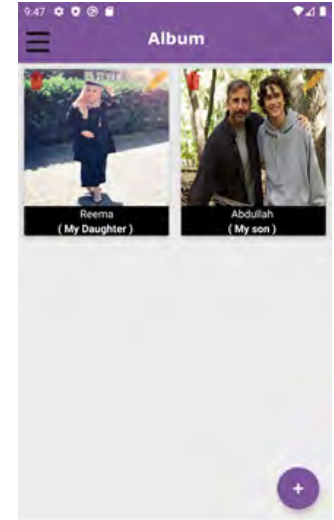 9:47
Album
Reema
( My Daughter )
Abdullah
( My son )
+